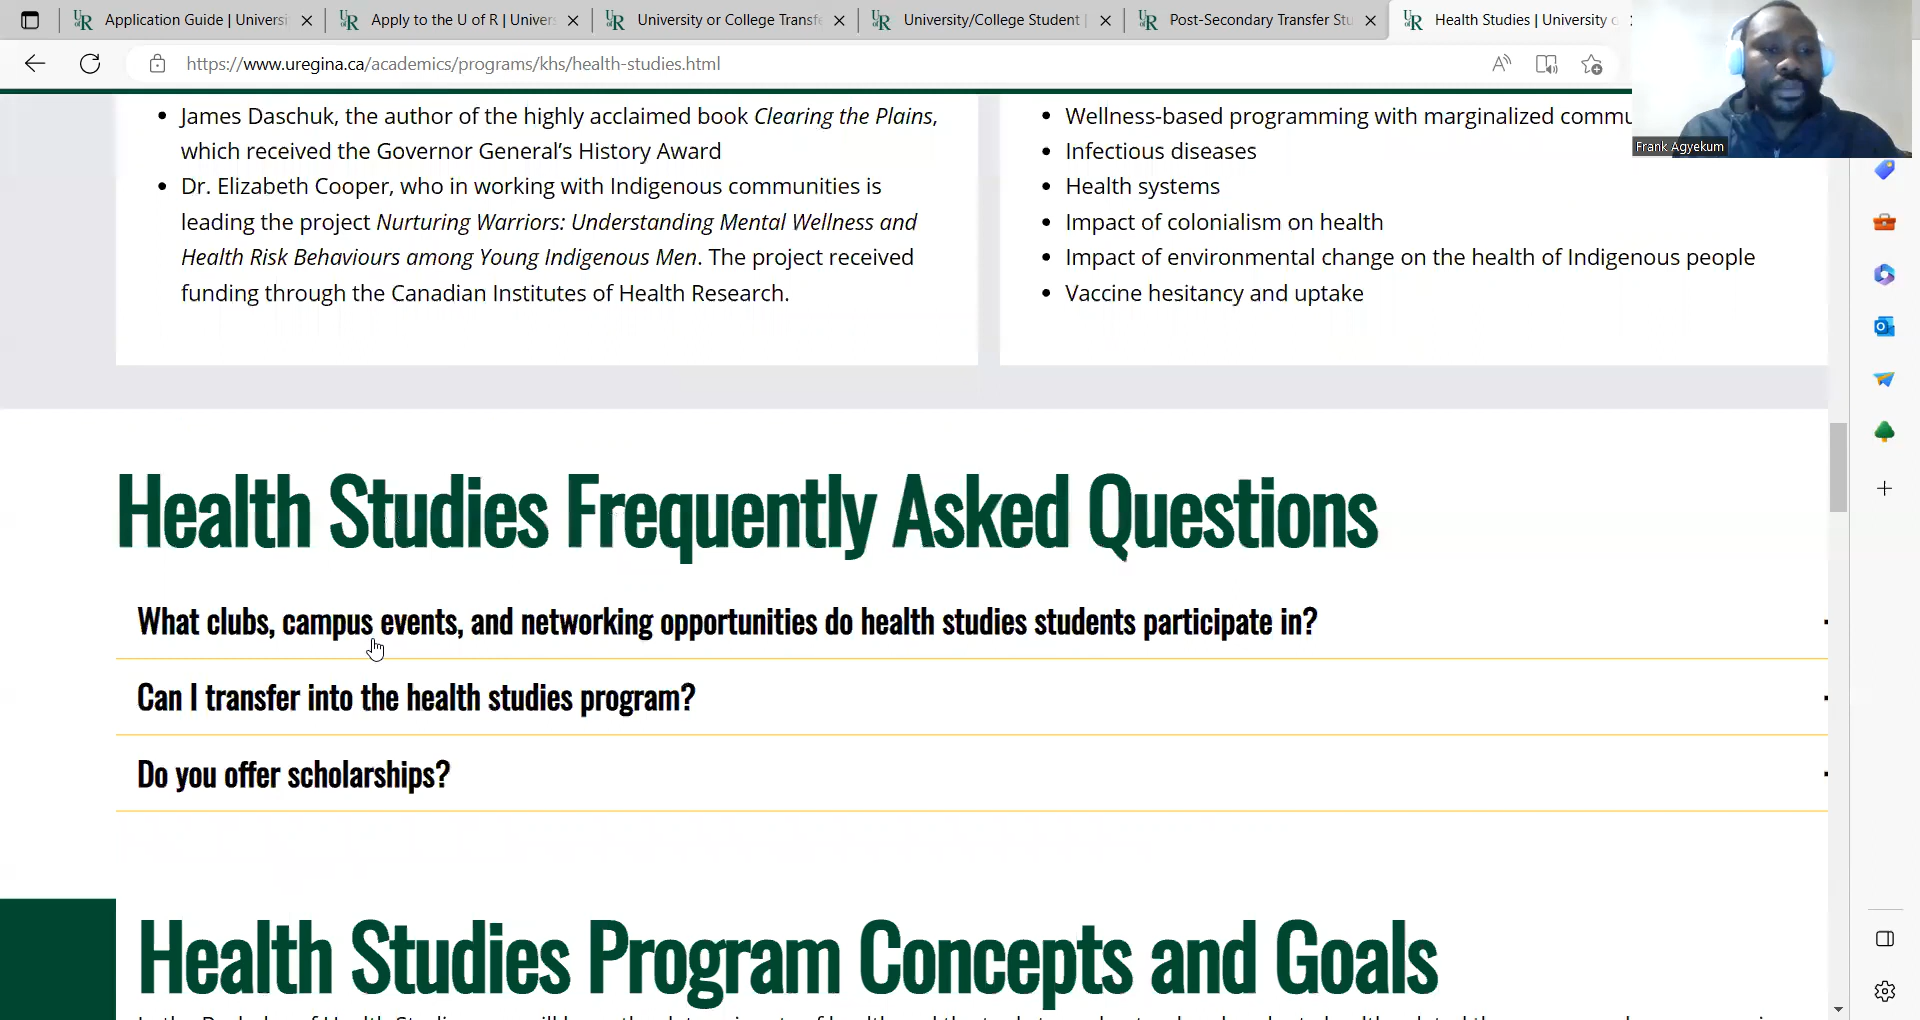 Application Guide | Universi
Apply to the U of R | Univers
University or College Transfe
University/College Student |
Post-Secondary Transfer Stu
Health Studies | University o
https://www.uregina.ca/academics/programs/khs/health-studies.html
Frank Agyekum
James Daschuk, the author of the highly acclaimed book Clearing the Plains,
which received the Governor General's History Award
Dr. Elizabeth Cooper, who in working with Indigenous communities is
leading the project Nurturing Warriors: Understanding Mental Wellness and
Health Risk Behaviours among Young Indigenous Men. The project received
funding through the Canadian Institutes of Health Research.
Wellness-based programming with marginalized commu
Infectious diseases
Health systems
Impact of colonialism on health
Impact of environmental change on the health of Indigenous people
Vaccine hesitancy and uptake
Health Studies Frequently Asked Questions
What clubs, campus events, and networking opportunities do health studies students participate in?
Can I transfer into the health studies program?
Do you offer scholarships?
Health Studies Program Concepts and Goals